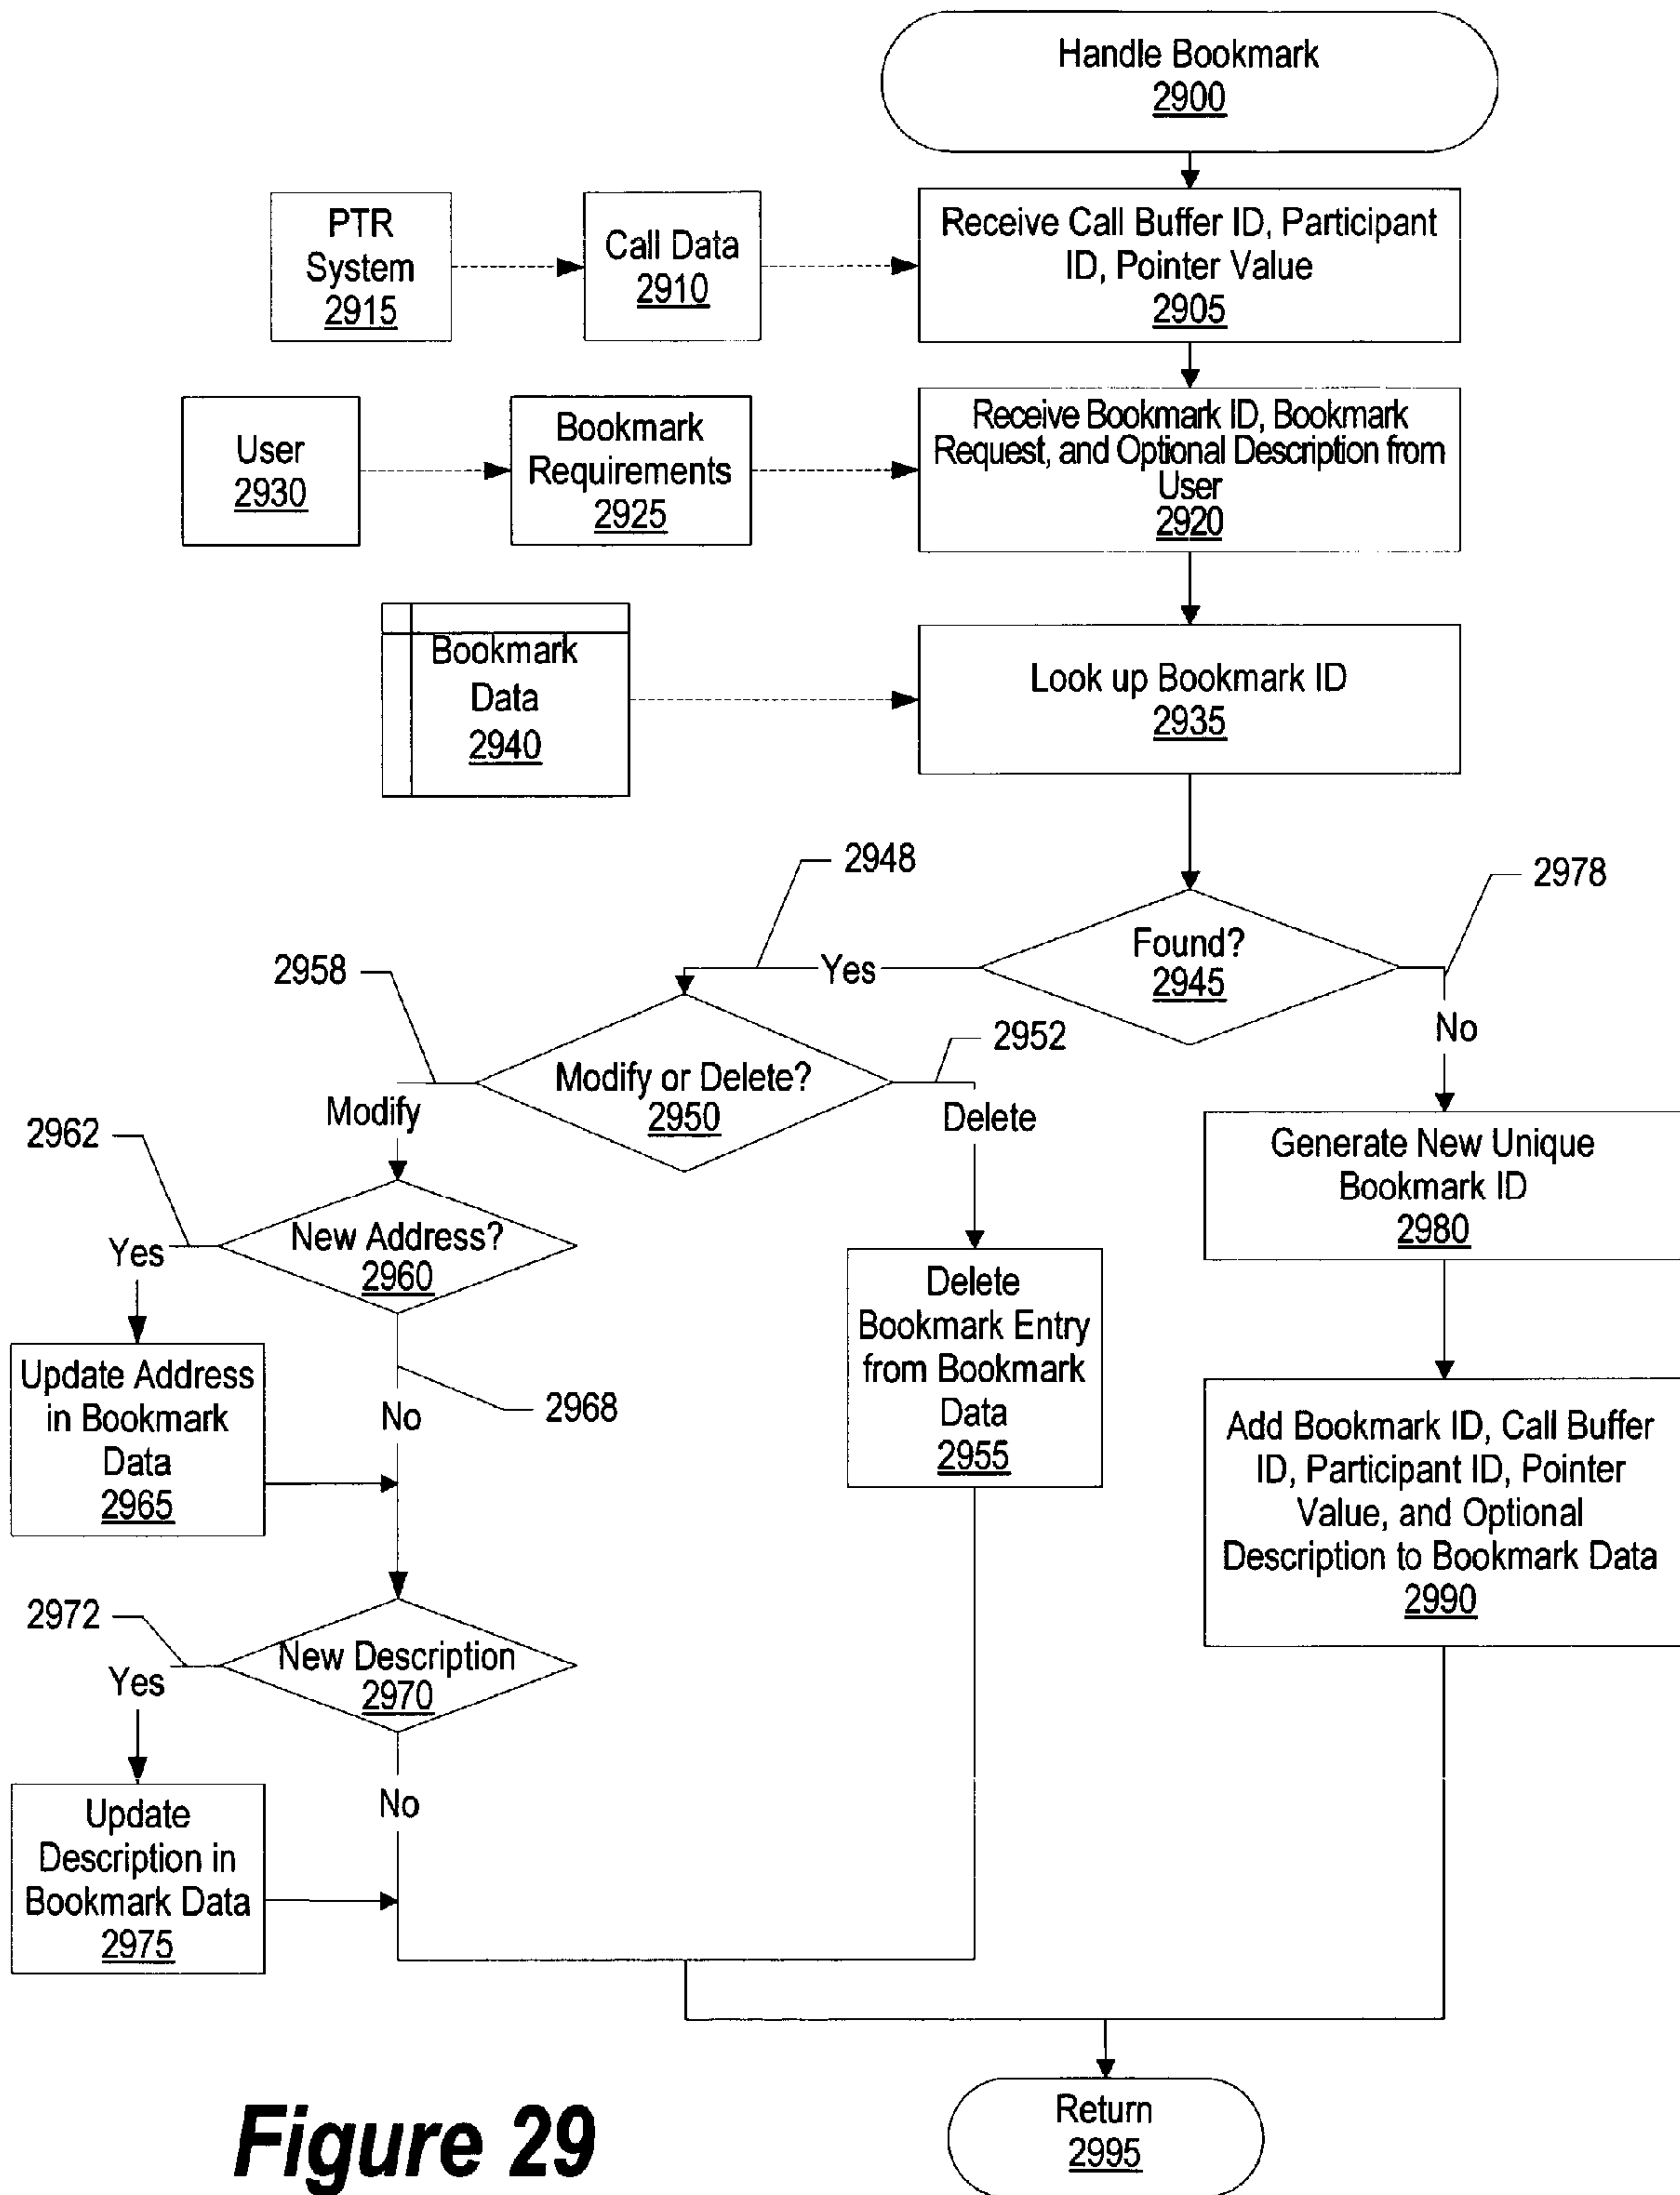 Handle Bookmark
2900
PTR
System
2915
Call Data
2910
Receive Call Buffer ID, Participant
ID, Pointer Value
2905
User
2930
Bookmark
Requirements
2925
Receive Bookmark ID, Bookmark
Request, and Optional Description from
User
2920
Bookmark
Data
2940
Look up Bookmark ID
2935
2948
2978
Found?
2945
Yes
No
2958
2952
Modify or Delete?
2950
Modify
Delete
2962
New Address?
2960
Yes
Generate New Unique
Bookmark ID
2980
Update Address
in Bookmark
Data
2965
No
2968
Delete
Bookmark Entry
from Bookmark
Data
2955
Add Bookmark ID, Call Buffer
ID, Participant ID, Pointer
Value, and Optional
Description to Bookmark Data
2990
2972
New Description
2970
Yes
No
Update
Description in
Bookmark Data
2975
Return
2995
Figure 29